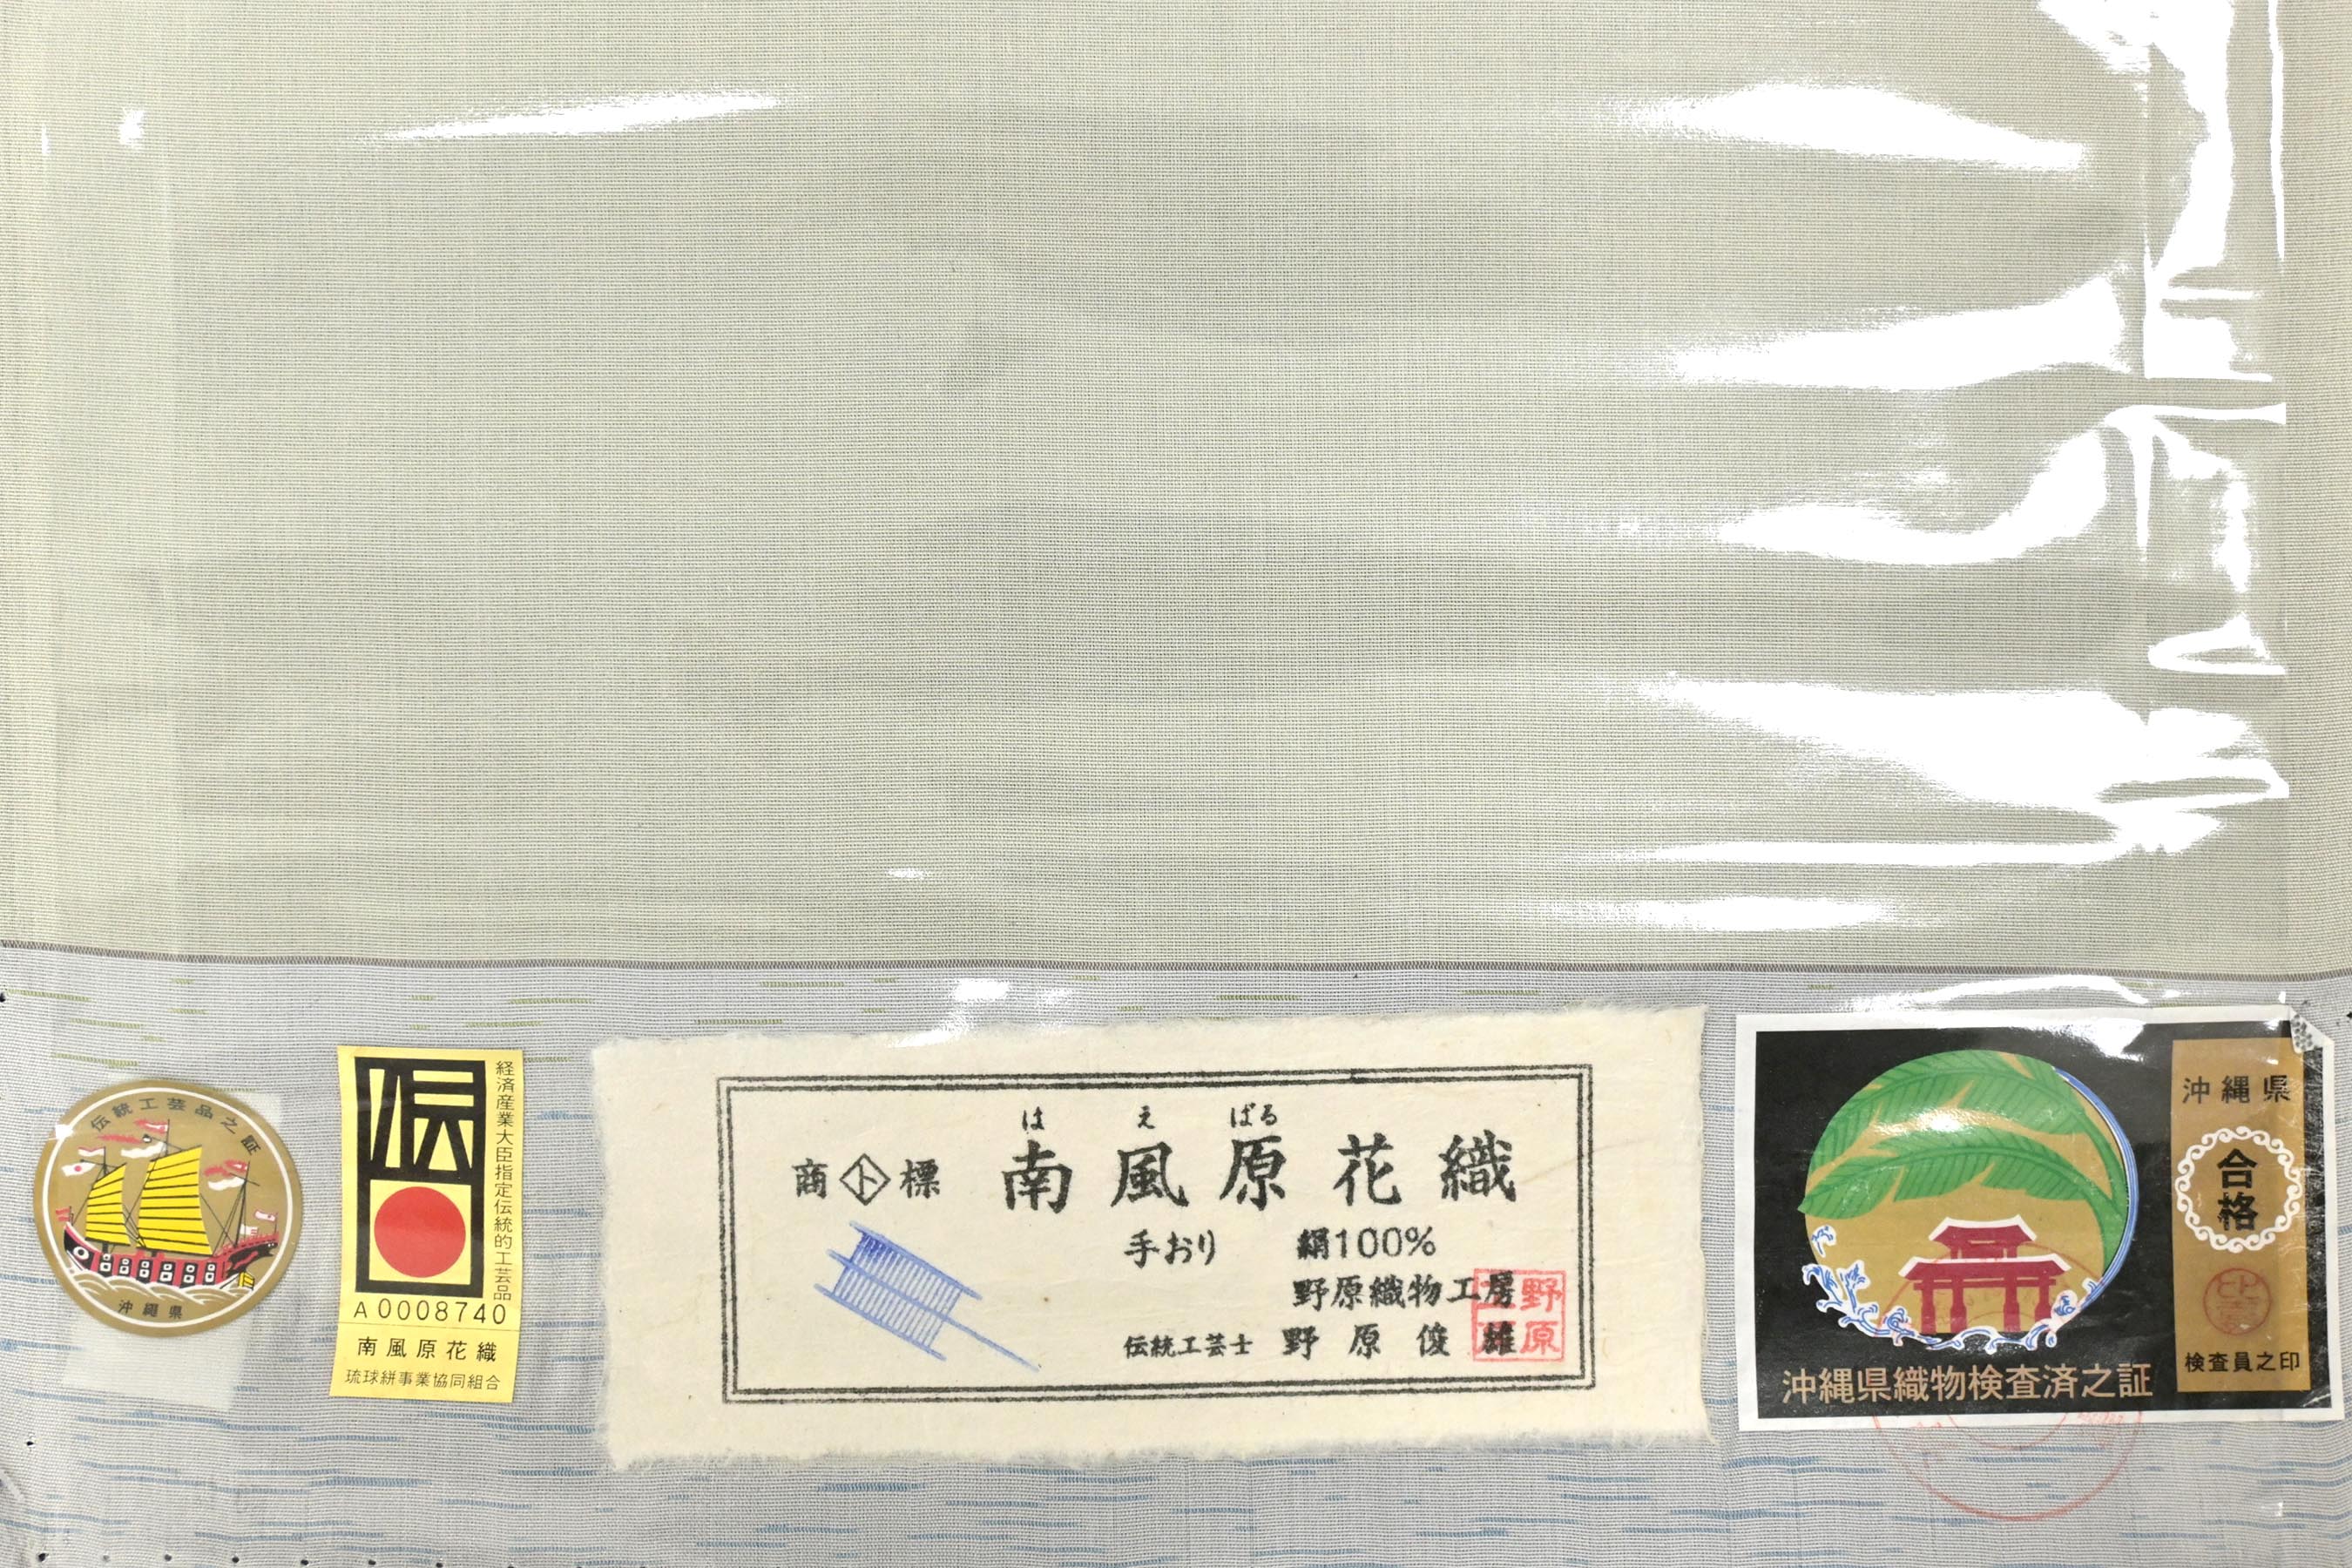 伝統工芸品之証
沖縄県
伝
経済産業大臣指定伝統的工芸品
A0008740
南風原花織
琉球絣事業協同組合
は え ばる
商 ト 標 南風原花織
手おり 絹100%
野原織物工房
伝統工芸士 野原俊雄
野原
沖縄県
合格
検査員之印
沖縄県織物検査済之証